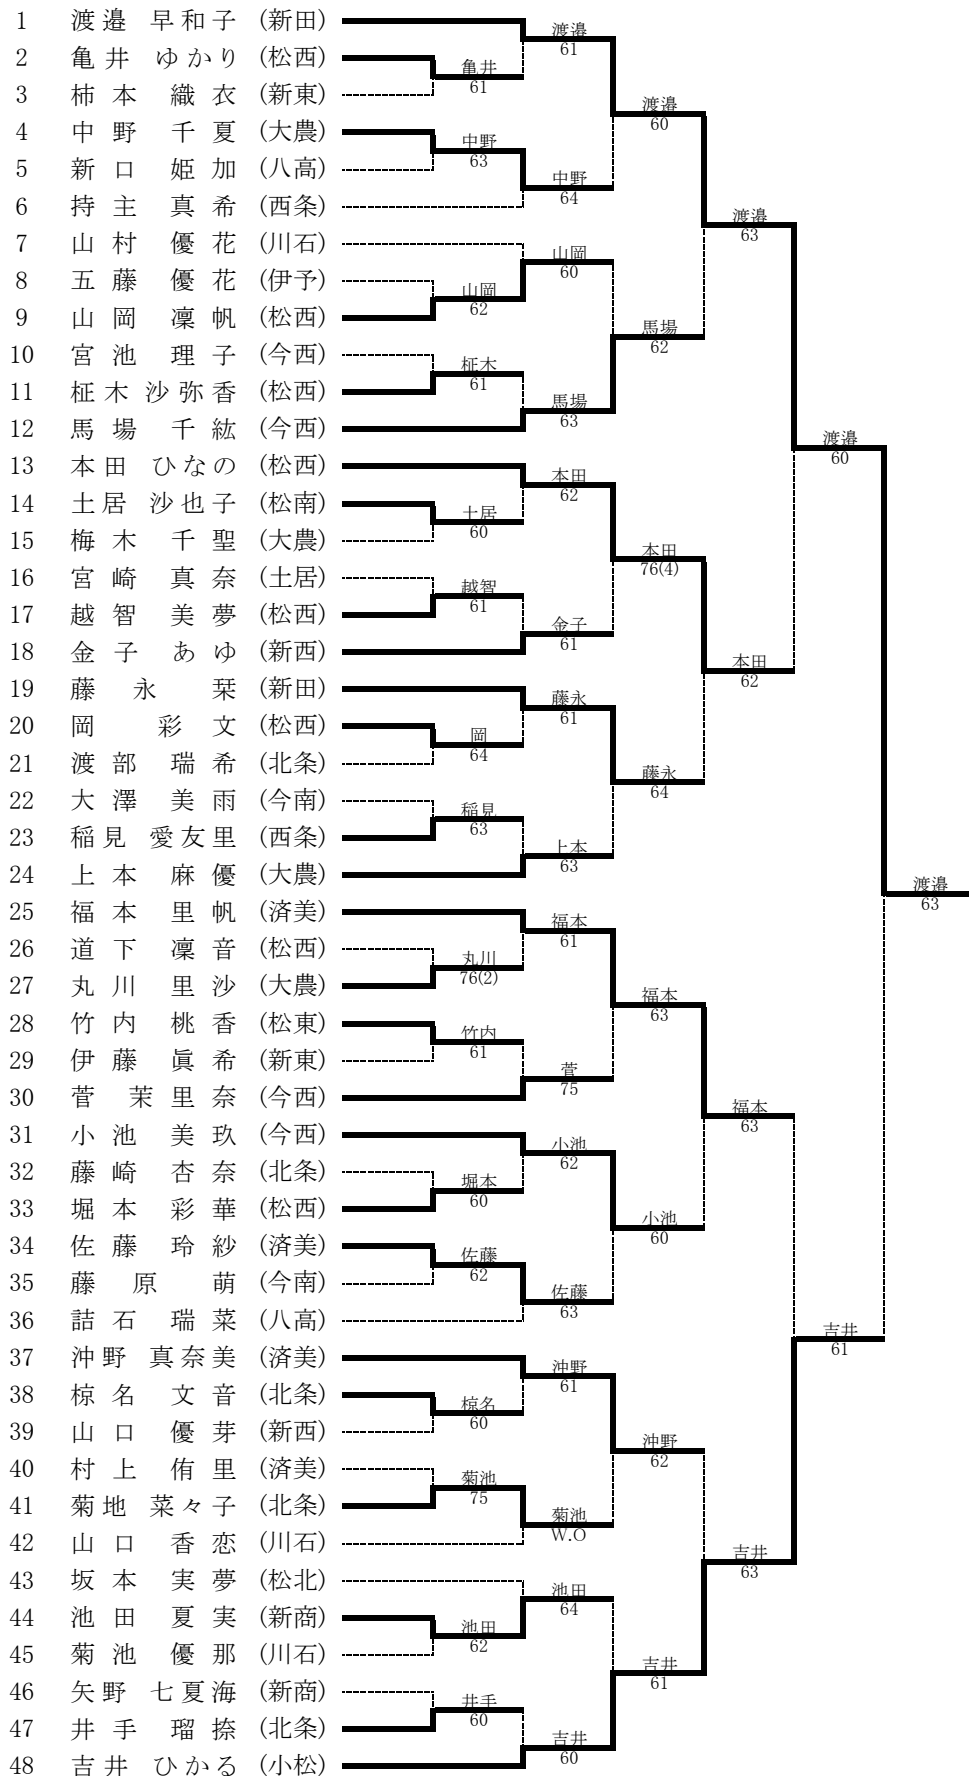 1 渡邉 早和子 (新田)
2 亀井 ゆかり (松西)
3 柿本 織衣 (新東)
4 中野 千夏 (大農)
5 新口 姫加 (八高)
6 持主 真希 (西条)
7 山村 優花 (川石)
8 五藤 優花 (伊予)
9 山岡 凜帆 (松西)
10 宮池 理子 (今西)
11 柾木 沙弥香 (松西)
12 馬場 千紘 (今西)
13 本田 ひなの (松西)
14 土居 沙也子 (松南)
15 梅木 千聖 (大農)
16 宮崎 真奈 (土居)
17 越智 美夢 (松西)
18 金子 あゆ (新西)
19 藤永 栞 (新田)
20 岡 彩文 (松西)
21 渡部 瑞希 (北条)
22 大澤 美雨 (今南)
23 稲見 愛友里 (西条)
24 上本 麻優 (大農)
25 福本 里帆 (済美)
26 道下 凜音 (松西)
27 丸川 里沙 (大農)
28 竹内 桃香 (松東)
29 伊藤 眞希 (新東)
30 菅 茉里奈 (今西)
31 小池 美玖 (今西)
32 藤崎 杏奈 (北条)
33 堀本 彩華 (松西)
34 佐藤 玲紗 (済美)
35 藤原 萌 (今南)
36 詰石 瑞菜 (八高)
37 沖野 真奈美 (済美)
38 椋名 文音 (北条)
39 山口 優芽 (新西)
40 村上 侑里 (済美)
41 菊地 菜々子 (北条)
42 山口 香恋 (川石)
43 坂本 実夢 (松北)
44 池田 夏実 (新商)
45 菊池 優那 (川石)
46 矢野 七夏海 (新商)
47 井手 瑠捺 (北条)
48 吉井 ひかる (小松)
亀井
61
中野
63
山岡
62
柾木
61
土居
60
越智
61
岡
64
稲見
63
丸川
76(2)
竹内
61
堀本
60
佐藤
62
椋名
60
菊池
75
池田
62
井手
60
渡邉
61
中野
64
山岡
60
馬場
63
本田
62
金子
61
藤永
61
上本
63
福本
61
菅
75
小池
62
佐藤
63
沖野
61
菊池
W.O
池田
64
吉井
60
渡邉
60
馬場
62
本田
76(4)
藤永
64
福本
63
小池
60
沖野
62
吉井
61
渡邉
63
本田
62
福本
63
吉井
63
渡邉
60
吉井
61
渡邉
63